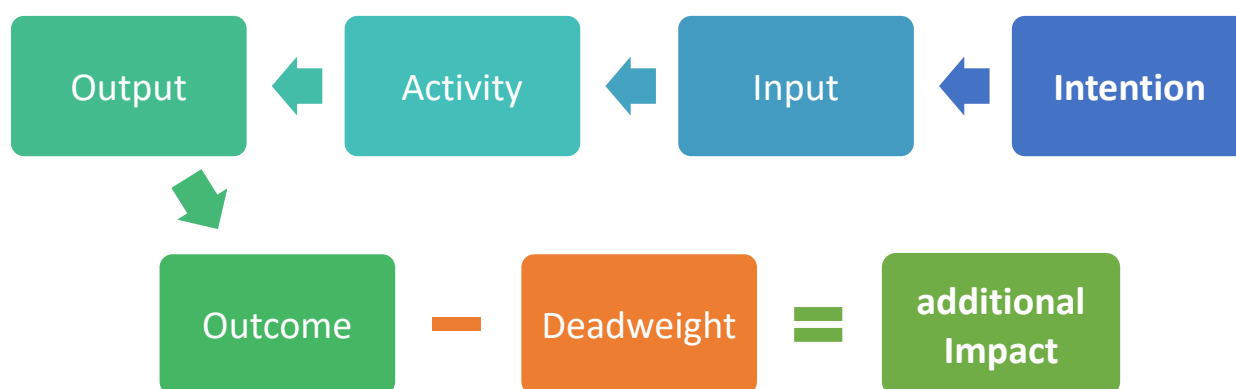 Output
Activity
Input
Intention
Outcome
Deadweight
additional
Impact